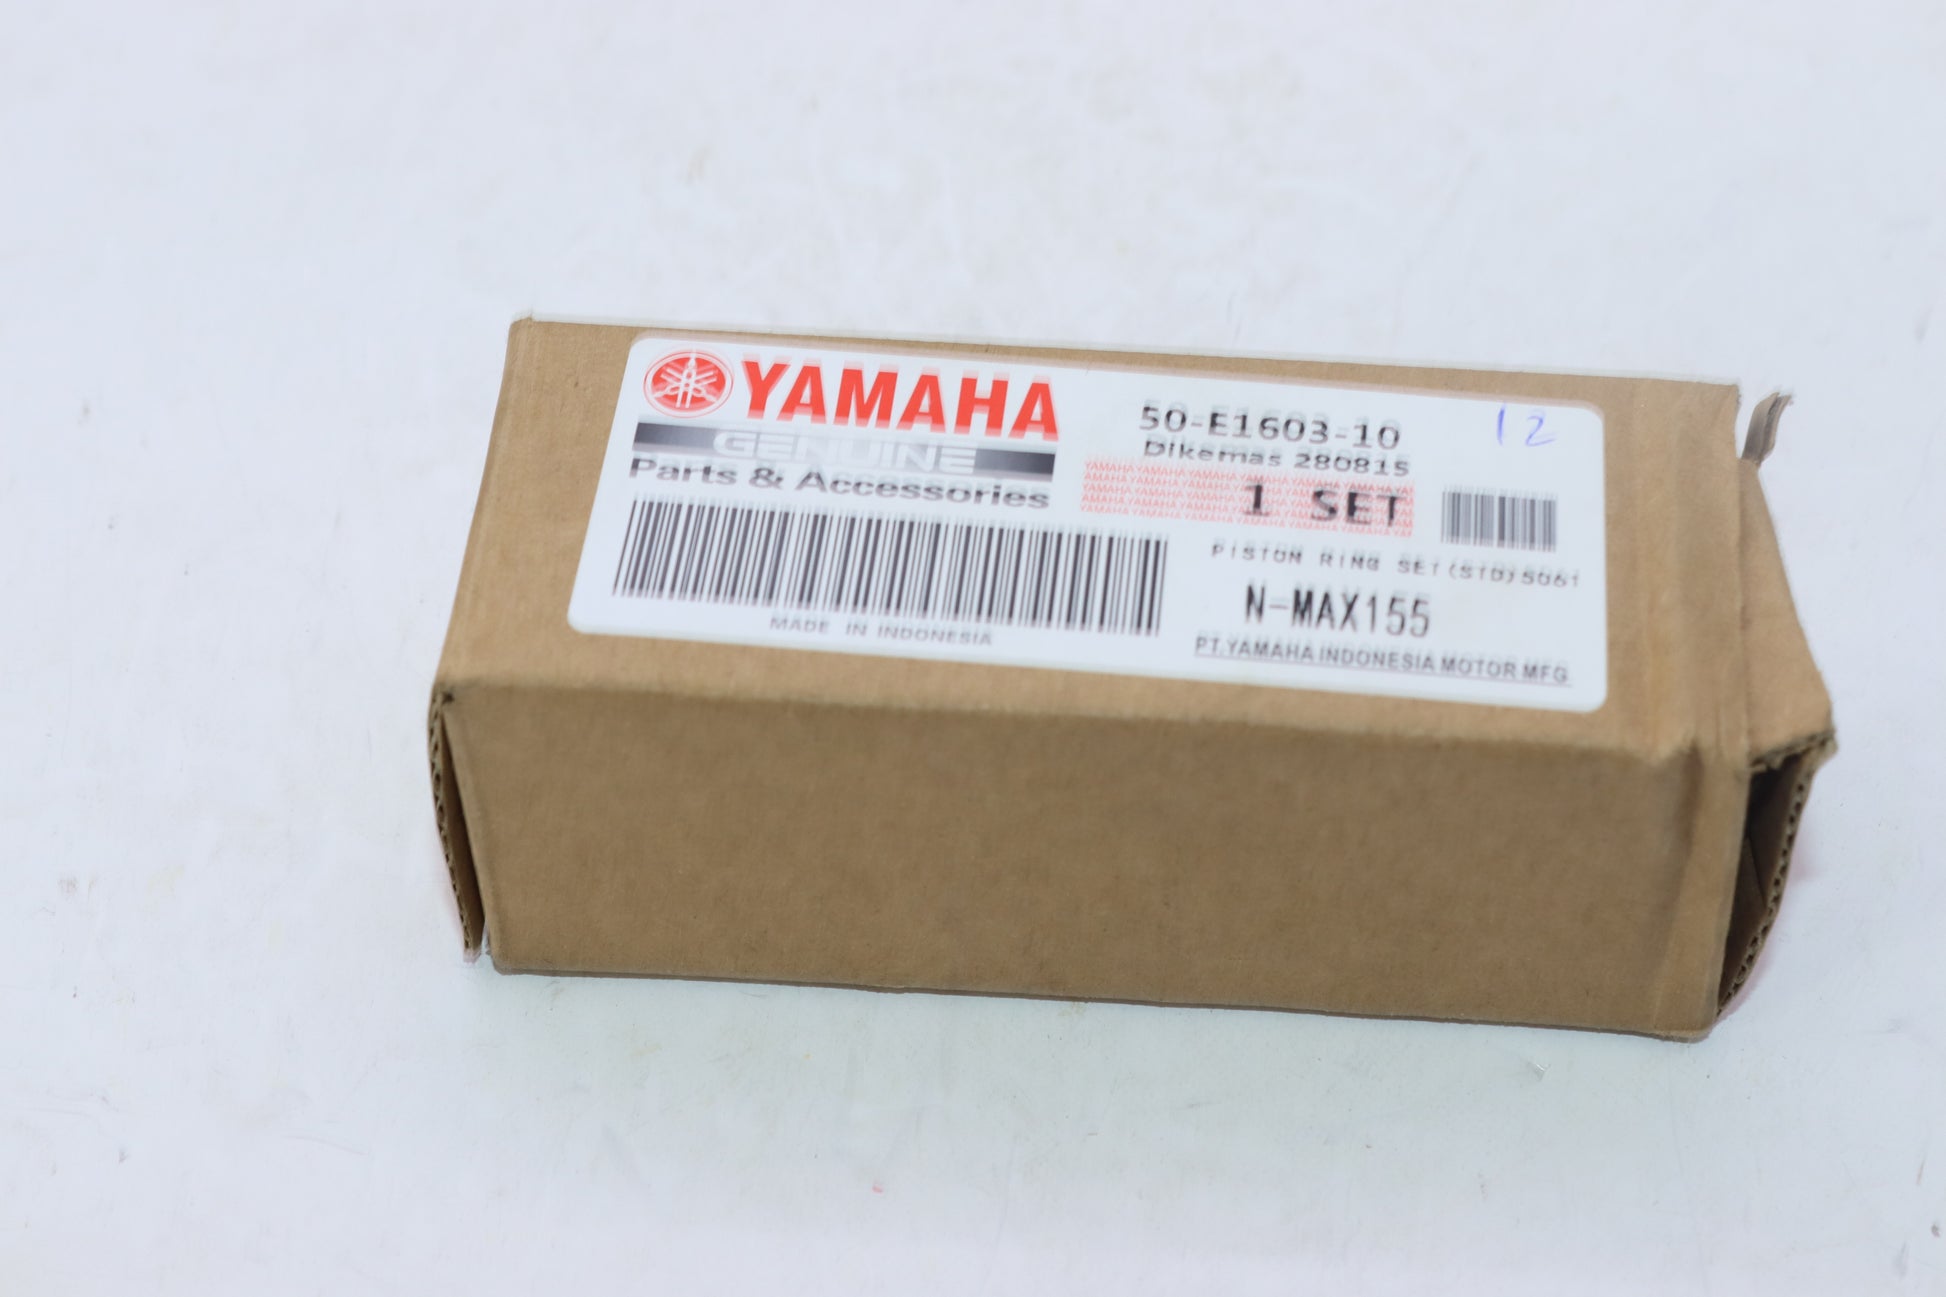 YAMAHA
GENUINE
Parts & Accessories
MADE IN INDONESIA
50-E1603-10
Dikemas 280815
1 SET
PISTON RING SET(STD)5061
N-MAX155
PT.YAMAHA INDONESIA MOTOR MFG
12